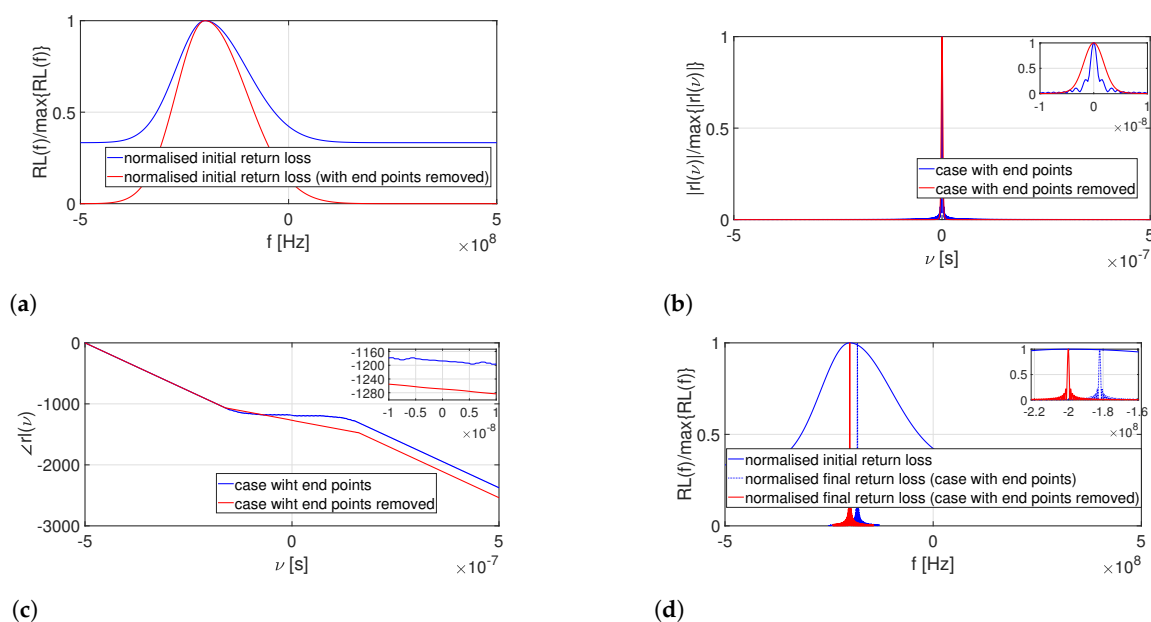 RL(f)/max{RL(f)}
1
0.5
0
normalised initial return loss
normalised initial return loss (with end points removed)
-5 0 5
f [Hz]
×10^8
(a)
|rl(ν)|/max{|rl(ν)|}
1
0.5
0
1
0.5
0
-1 0 1
×10^-8
case with end points
case with end points removed
-5 0 5
ν [s]
×10^-7
(b)
∠rl(ν)
0
-1000
-2000
-3000
-1160
-1200
-1240
-1280
-1 -0.5 0 0.5 1
×10^-8
case wiht end points
case wiht end points removed
-5 0 5
ν [s]
×10^-7
(c)
RL(f)/max{RL(f)}
1
0.5
0
1
0.5
0
-2.2 -2 -1.8 -1.6
×10^8
normalised initial return loss
normalised final return loss (case with end points)
normalised final return loss (case with end points removed)
-5 0 5
f [Hz]
×10^8
(d)